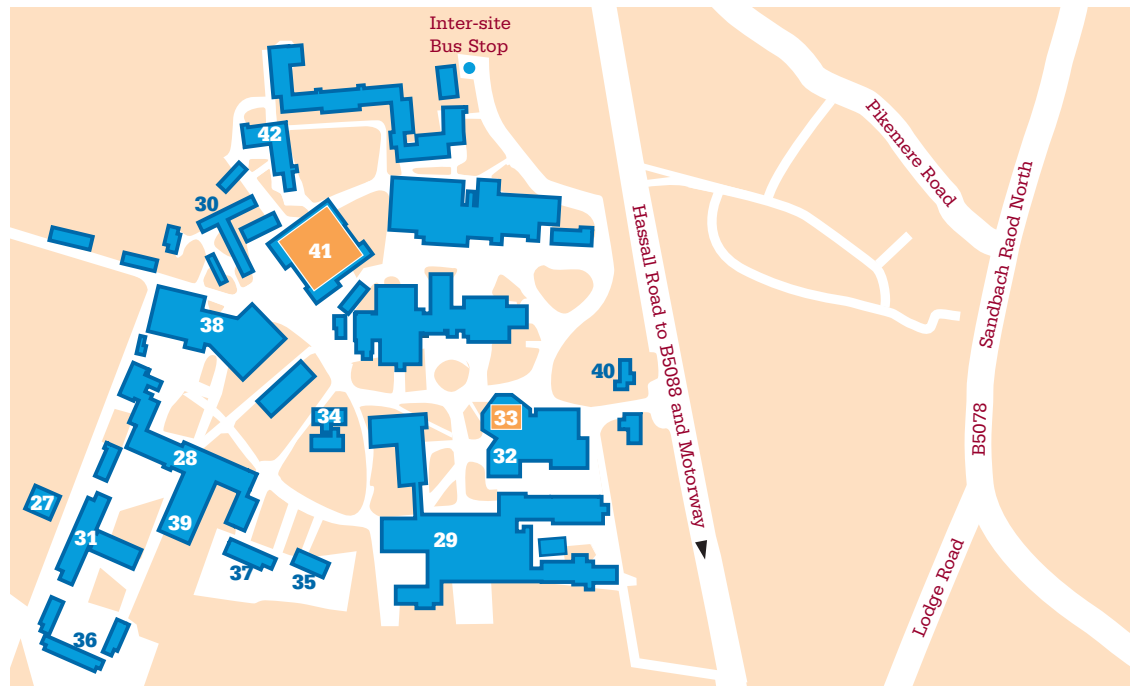 Inter-site
Bus Stop
Pikemere Road
Sandbach Raod North
Hassall Road to B5088 and Motorway
B5078
Lodge Road
42
30
41
38
40
34
33
32
28
27
39
31
29
37
35
36